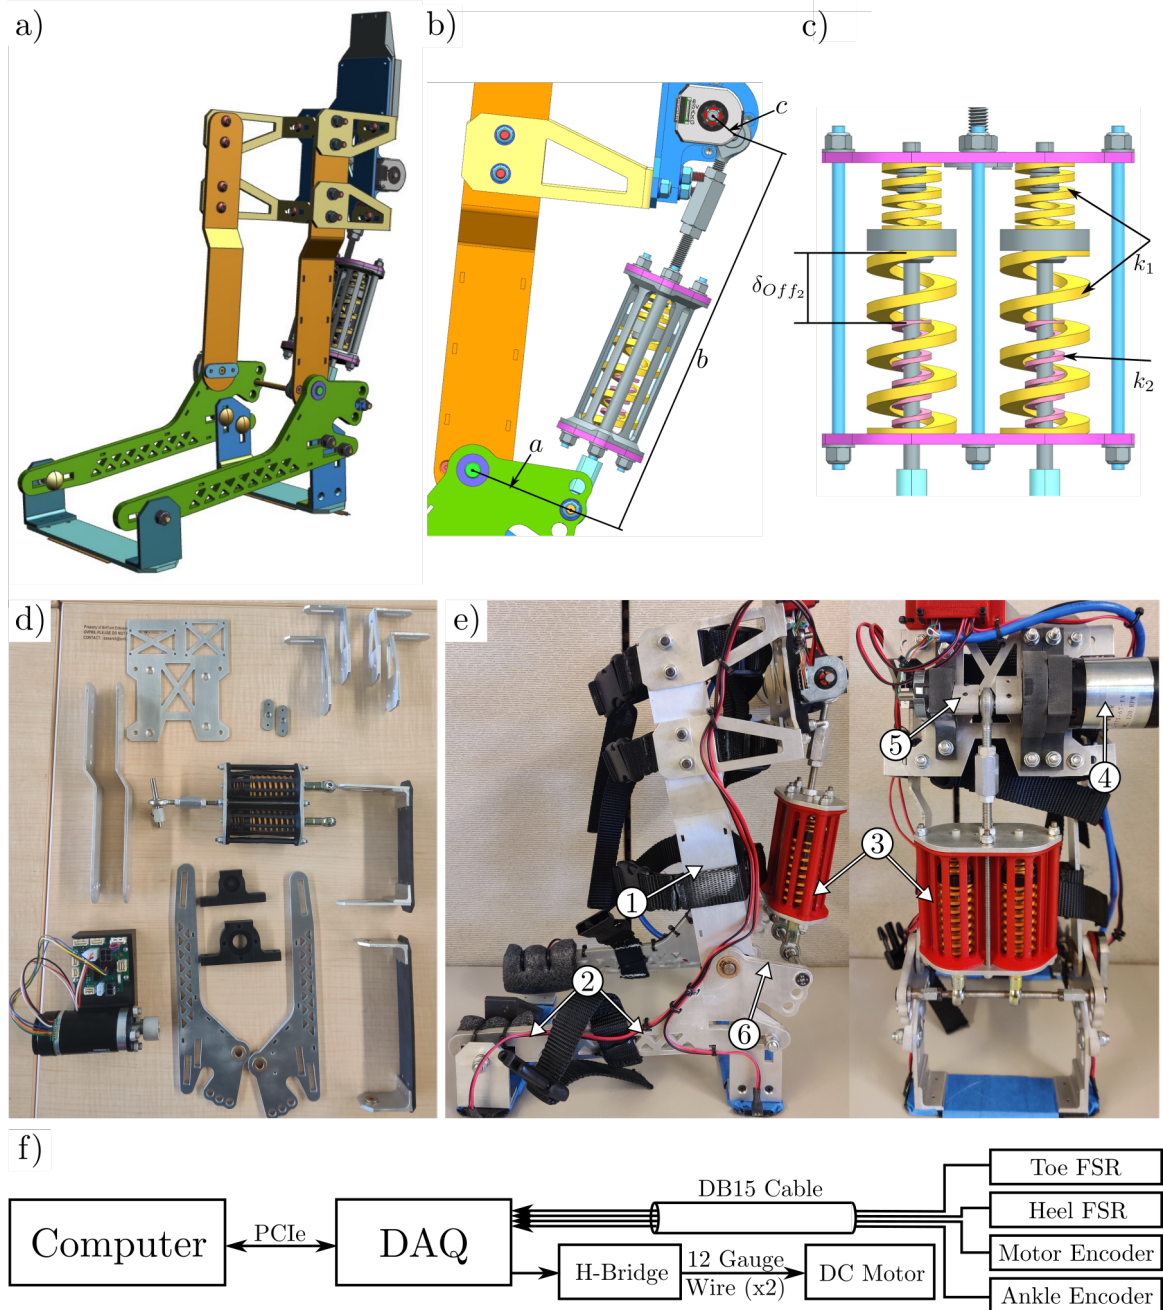 a)
b)
c
a
b
c)
δOff₂
k₁
k₂
d)
e)
1
2
3
4
5
6
f)
Computer
PCIe
DAQ
DB15 Cable
H-Bridge
12 Gauge
Wire (x2)
DC Motor
Toe FSR
Heel FSR
Motor Encoder
Ankle Encoder